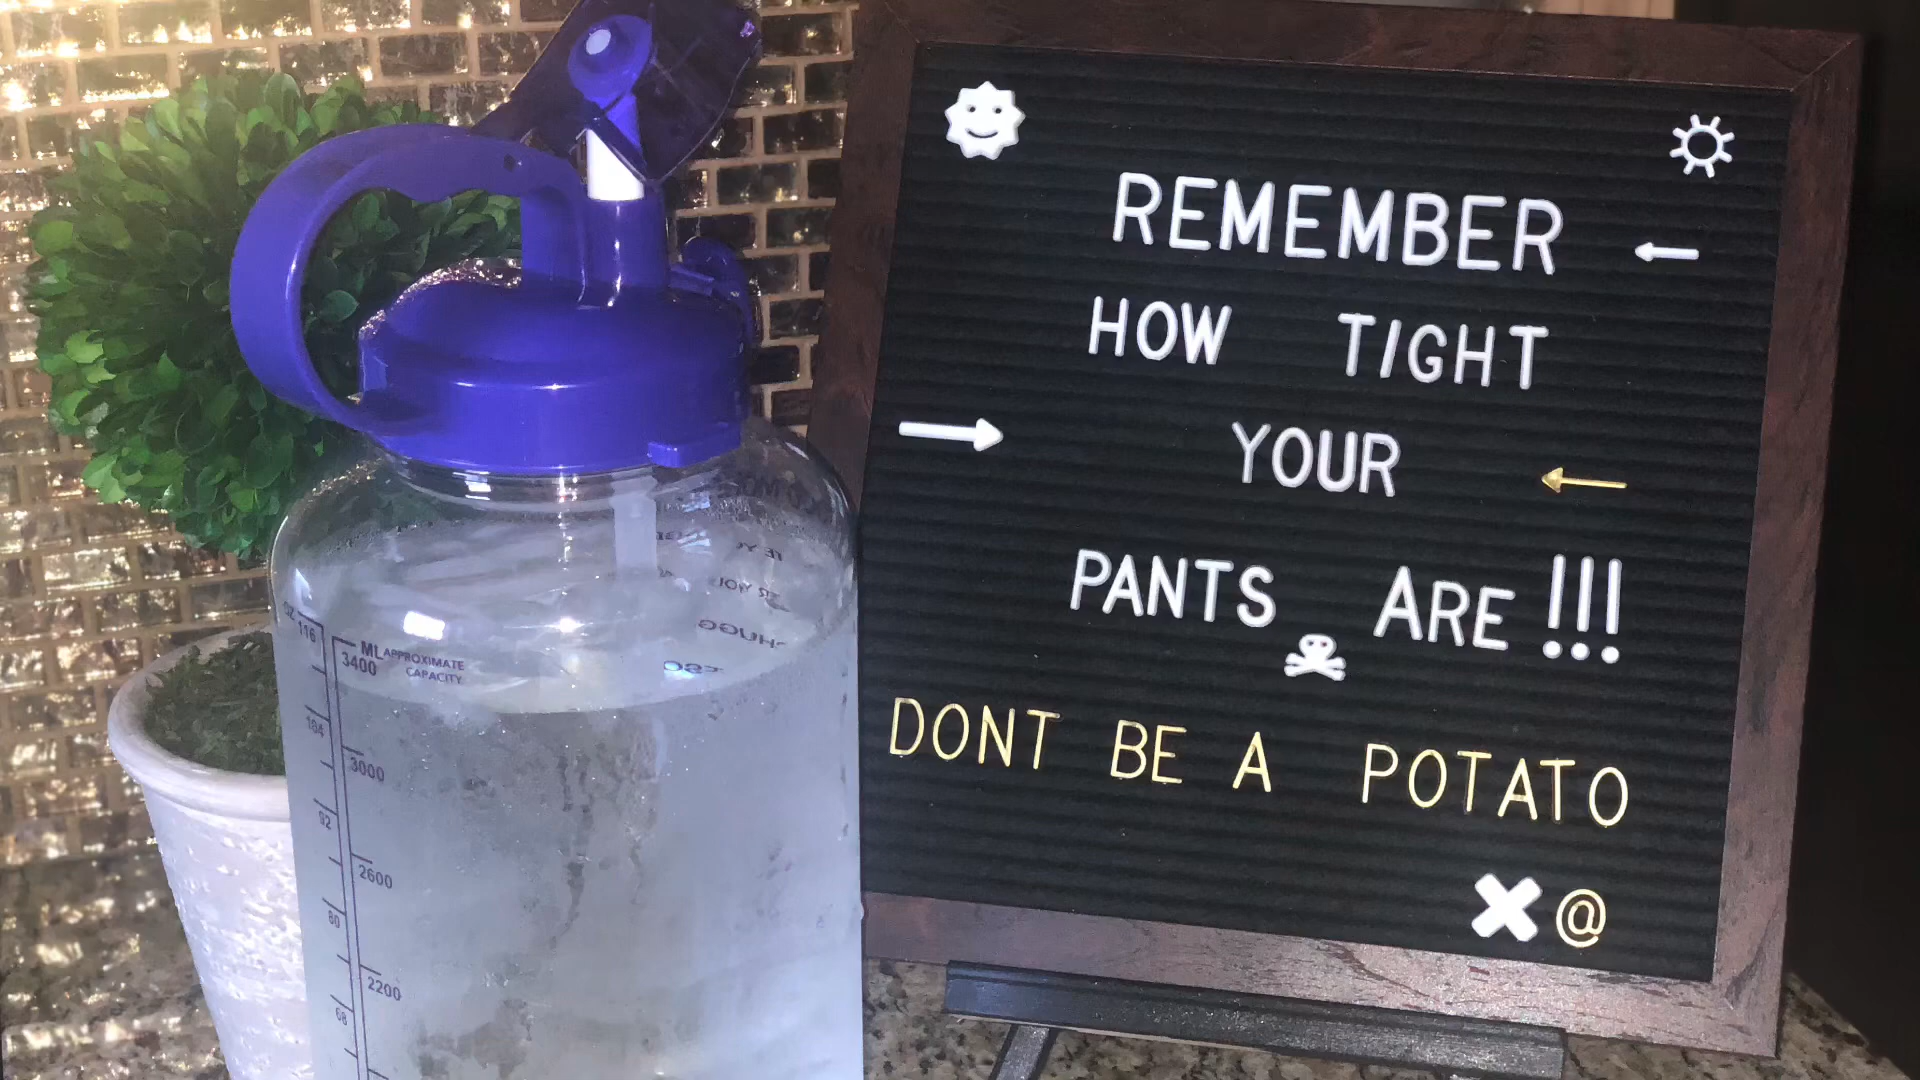 REMEMBER
HOW TIGHT
YOUR
PANTS ARE!!!
DONT BE A POTATO
@
OZ
116
ML APPROXIMATE
3400 CAPACITY
104
3000
92
2600
80
2200
68